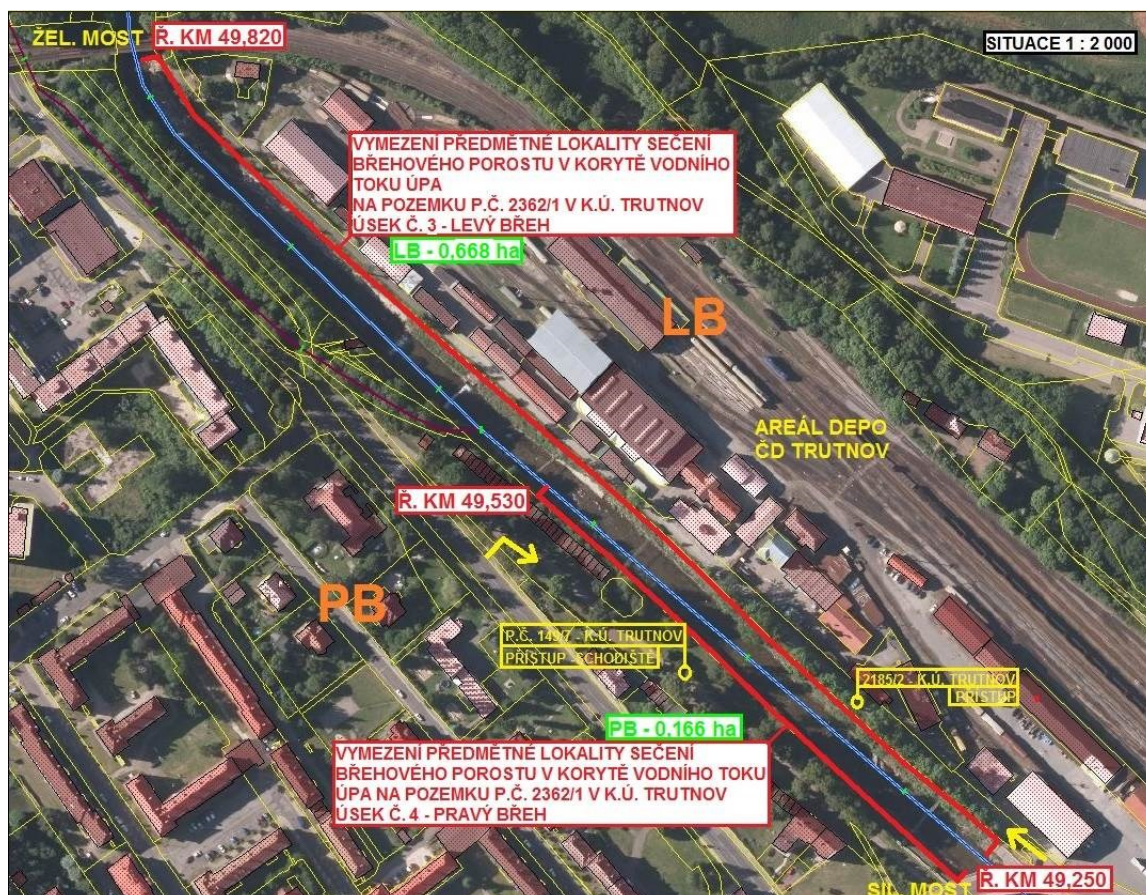 ŽEL. MOST
Ř. KM 49,820
SITUACE 1 : 2 000
VYMEZENÍ PŘEDMĚTNÉ LOKALITY SEČENÍ
BŘEHOVÉHO POROSTU V KORYTĚ VODNÍHO
TOKU ÚPA
NA POZEMKU P.Č. 2362/1 V K.Ú. TRUTNOV
ÚSEK Č. 3 - LEVÝ BŘEH
LB - 0,668 ha
LB
AREÁL DEPO
ČD TRUTNOV
Ř. KM 49,530
PB
P.Č. 149/7 - K.Ú. TRUTNOV
PŘÍSTUP -SCHODIŠTĚ
2185/2 - K.Ú. TRUTNOV
PŘÍSTUP
PB - 0,166 ha
VYMEZENÍ PŘEDMĚTNÉ LOKALITY SEČENÍ
BŘEHOVÉHO POROSTU V KORYTĚ VODNÍHO TOKU
ÚPA NA POZEMKU P.Č. 2362/1 V K.Ú. TRUTNOV
ÚSEK Č. 4 - PRAVÝ BŘEH
SIL. MOST
Ř. KM 49,250